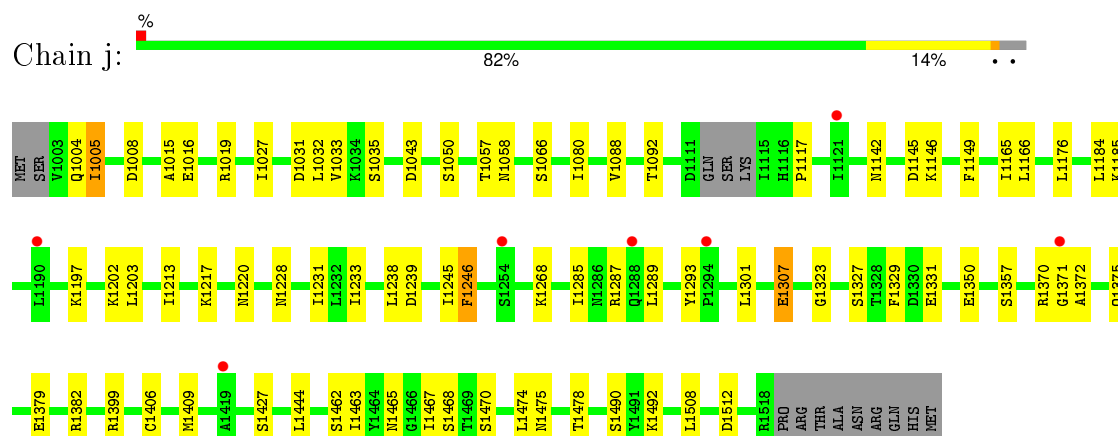 %
Chain j:
82% 14% • •
MET SER V1003 Q1004 I1005 D1008 A1015 E1016 R1019 I1027 D1031 L1032 V1033 K1034 S1035 D1043 S1050 T1057 N1058 S1066 I1080 V1088 T1092 D1111 GLN SER LYS I1115 H1116 P1117 I1121 N1142 D1145 K1146 F1149 I1165 L1166 L1176 L1184 K1185
L1190 K1197 K1202 L1203 I1213 K1217 N1220 N1228 I1231 L1232 I1233 L1238 D1239 I1245 F1246 S1254 K1268 I1285 N1286 R1287 Q1288 L1289 Y1293 P1294 L1301 E1307 G1323 S1327 T1328 F1329 D1330 E1331 E1350 S1357 R1370 G1371 A1372
E1379 R1382 R1399 C1406 M1409 A1419 S1427 L1444 S1462 I1463 Y1464 N1465 G1466 I1467 S1468 T1469 S1470 L1474 N1475 T1478 S1490 Y1491 K1492 L1508 D1512 R1518 PRO ARG THR ALA ASN ARG GLN HIS MET